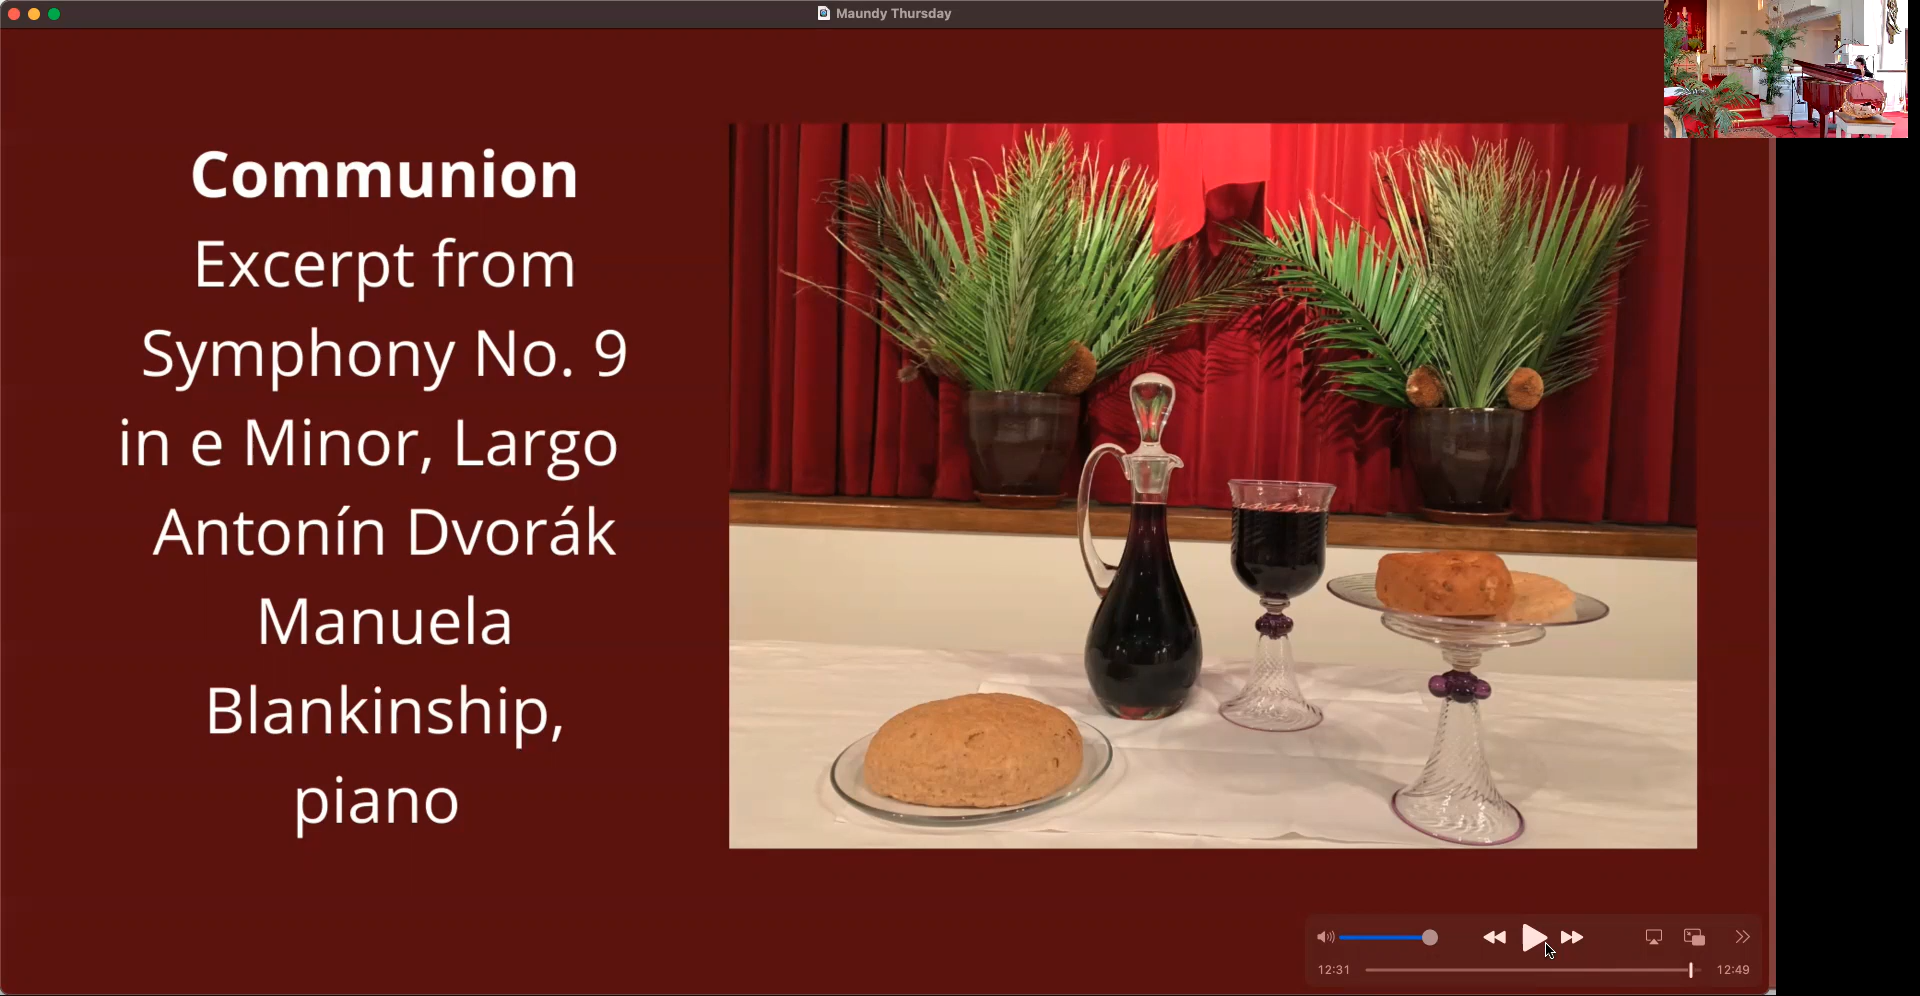 Maundy Thursday
Communion
Excerpt from
Symphony No. 9
in e Minor, Largo
Antonín Dvorák
Manuela
Blankinship,
piano
12:31
12:49